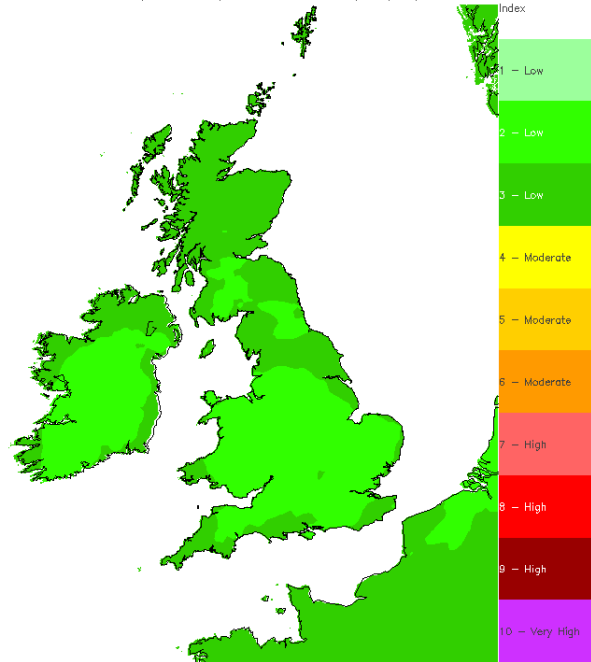 Index
1 - Low
2 - Low
3 - Low
4 - Moderate
5 - Moderate
6 - Moderate
7 - High
8 - High
9 - High
10 - Very High